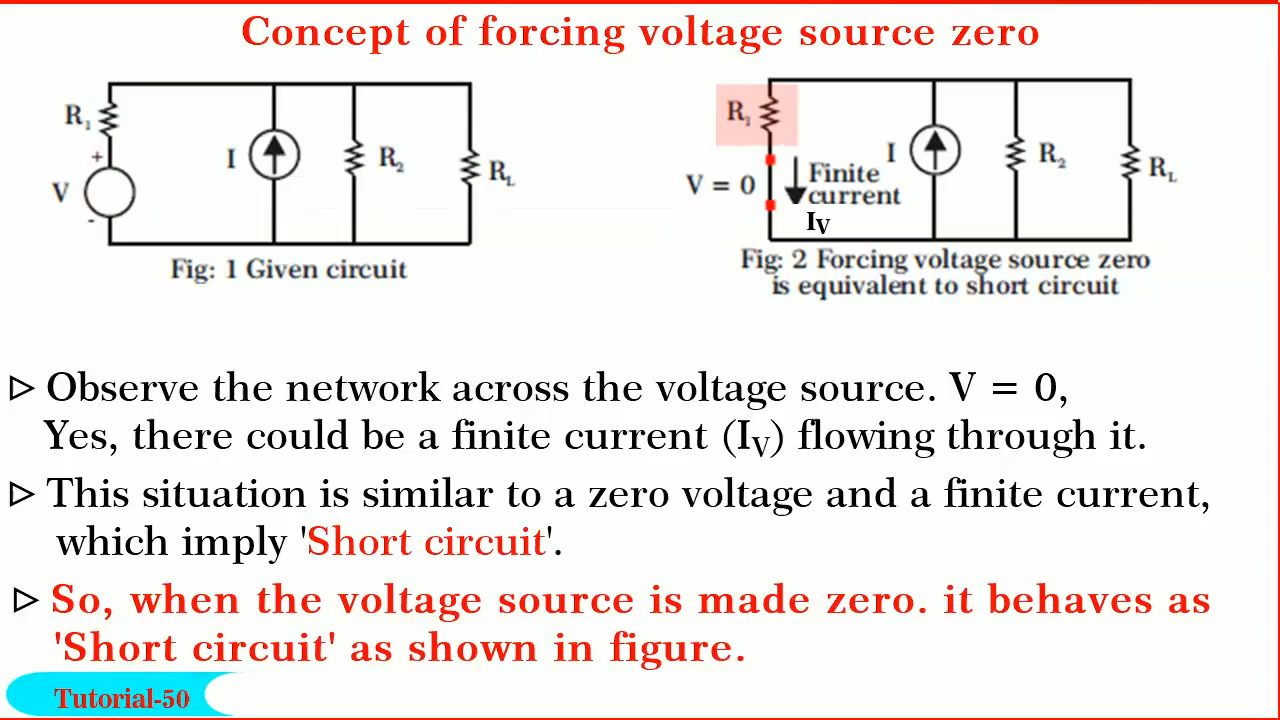 Concept of forcing voltage source zero
R1
+
V
-
I
R2
RL
Fig: 1 Given circuit
R1
V = 0
Finite
current
IV
I
R2
RL
Fig: 2 Forcing voltage source zero
is equivalent to short circuit
Observe the network across the voltage source. V = 0,
Yes, there could be a finite current (IV) flowing through it.
This situation is similar to a zero voltage and a finite current,
which imply 'Short circuit'.
So, when the voltage source is made zero. it behaves as
'Short circuit' as shown in figure.
Tutorial-50